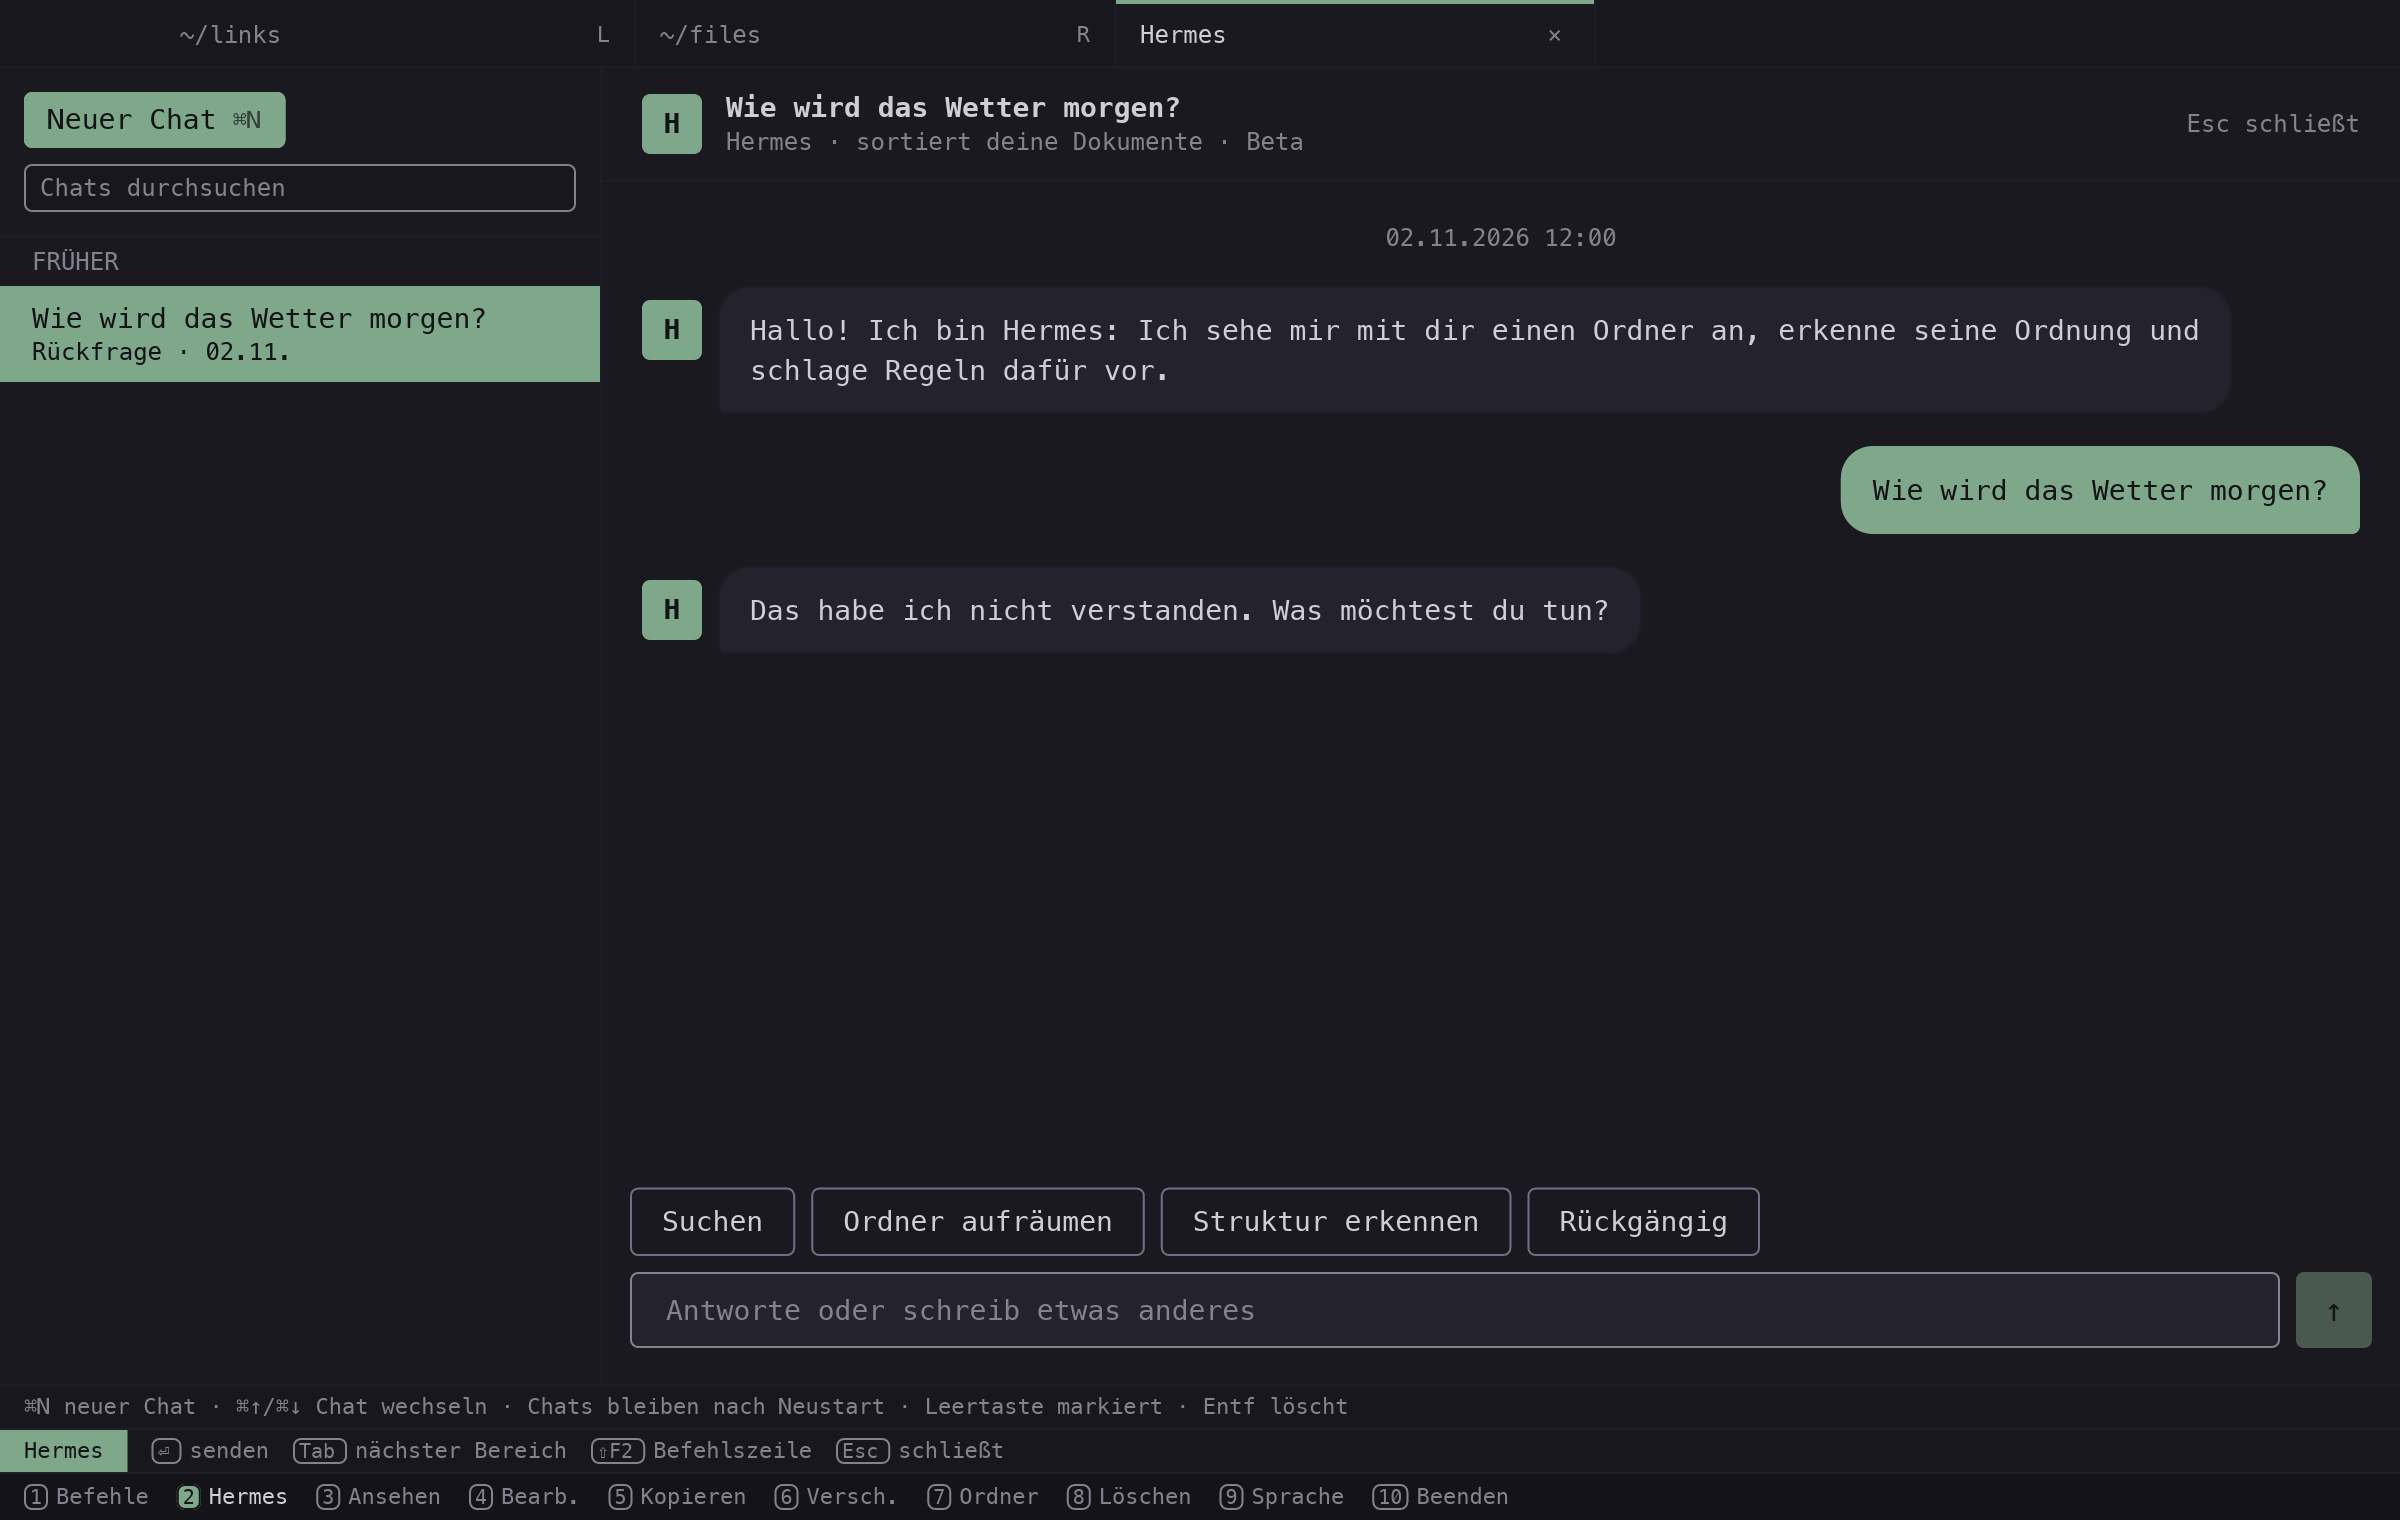 ~/links L ~/files R Hermes ×
Neuer Chat ⌘N
Chats durchsuchen
FRÜHER
Wie wird das Wetter morgen?
Rückfrage · 02.11.
H
Wie wird das Wetter morgen?
Hermes · sortiert deine Dokumente · Beta
Esc schließt
02.11.2026 12:00
H
Hallo! Ich bin Hermes: Ich sehe mir mit dir einen Ordner an, erkenne seine Ordnung und
schlage Regeln dafür vor.
Wie wird das Wetter morgen?
H
Das habe ich nicht verstanden. Was möchtest du tun?
Suchen Ordner aufräumen Struktur erkennen Rückgängig
Antworte oder schreib etwas anderes ↑
⌘N neuer Chat · ⌘↑/⌘↓ Chat wechseln · Chats bleiben nach Neustart · Leertaste markiert · Entf löscht
Hermes ⏎ senden Tab nächster Bereich ⇧F2 Befehlszeile Esc schließt
1 Befehle 2 Hermes 3 Ansehen 4 Bearb. 5 Kopieren 6 Versch. 7 Ordner 8 Löschen 9 Sprache 10 Beenden